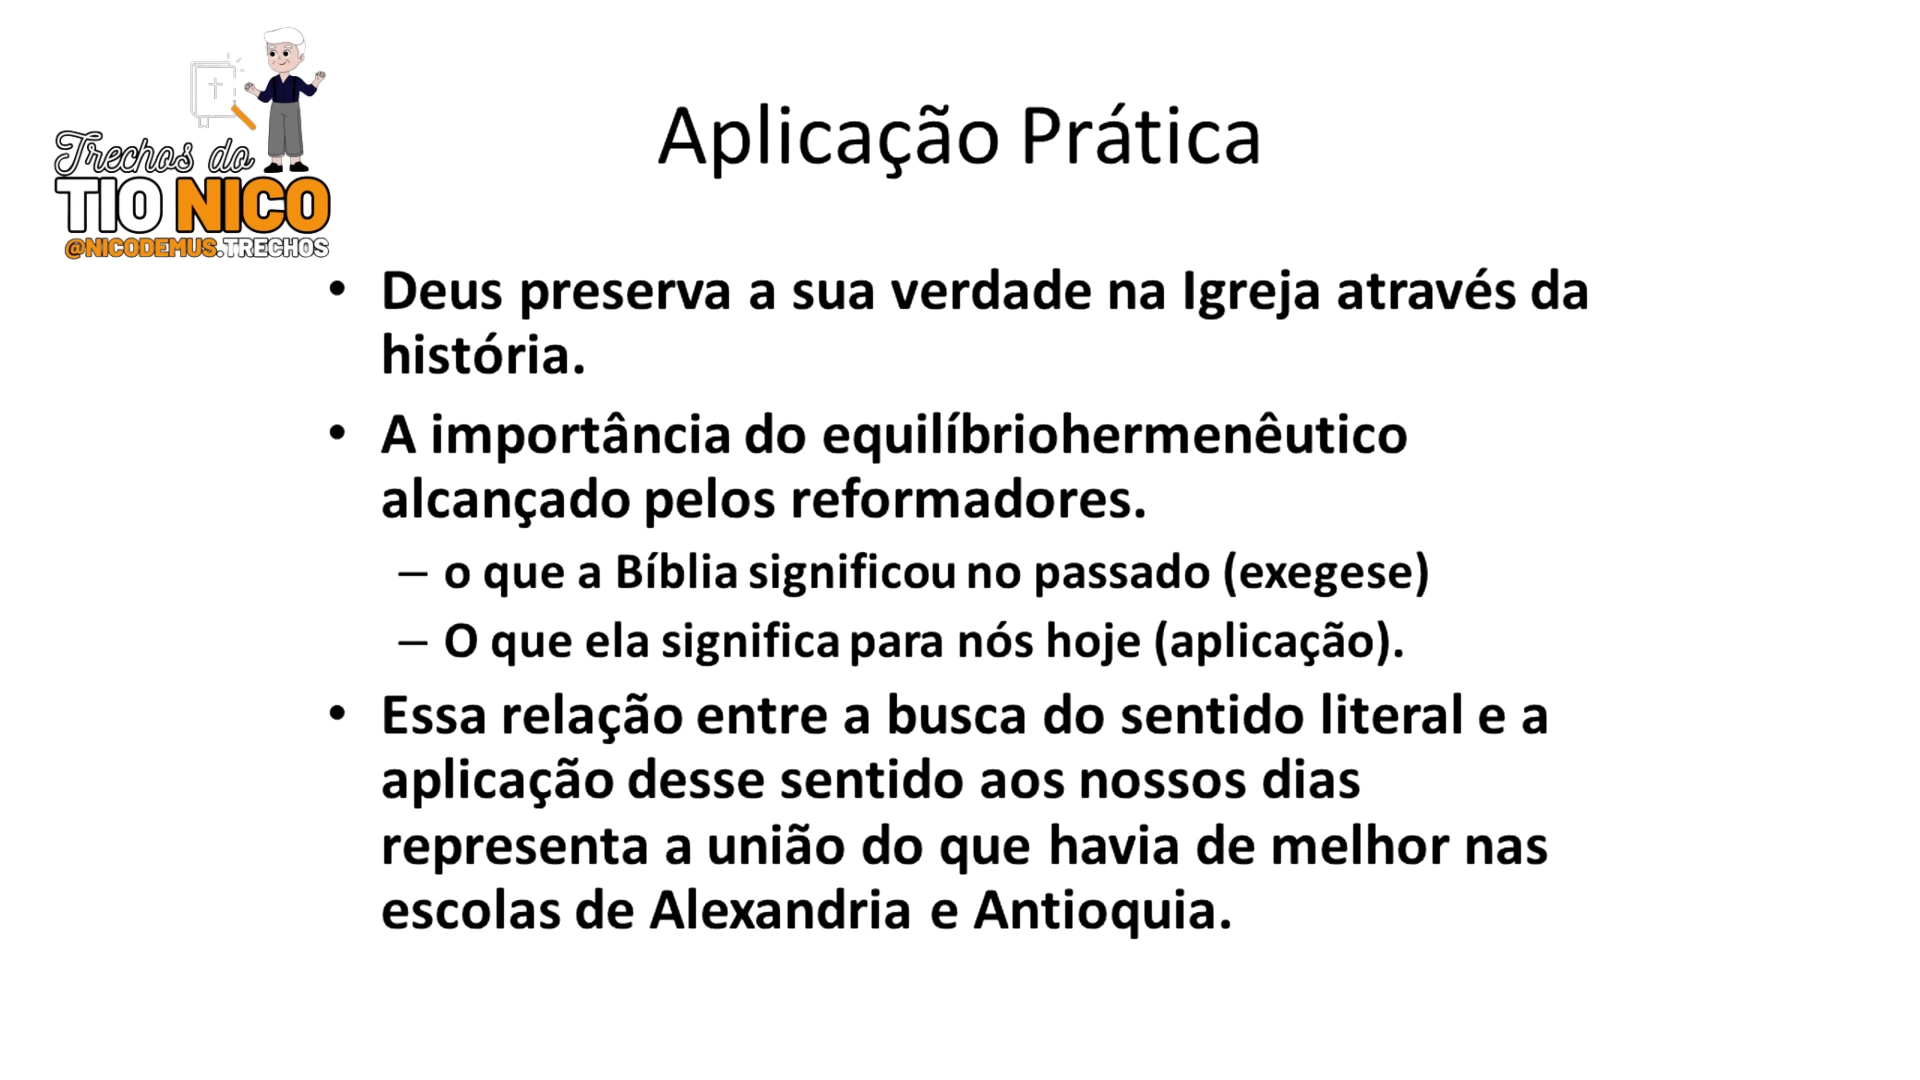 Trechos do
TIO NICO
@NICODEMUS.TRECHOS
Aplicação Prática
• Deus preserva a sua verdade na Igreja através da
história.
• A importância do equilíbriohermenêutico
alcançado pelos reformadores.
– o que a Bíblia significou no passado (exegese)
– O que ela significa para nós hoje (aplicação).
• Essa relação entre a busca do sentido literal e a
aplicação desse sentido aos nossos dias
representa a união do que havia de melhor nas
escolas de Alexandria e Antioquia.